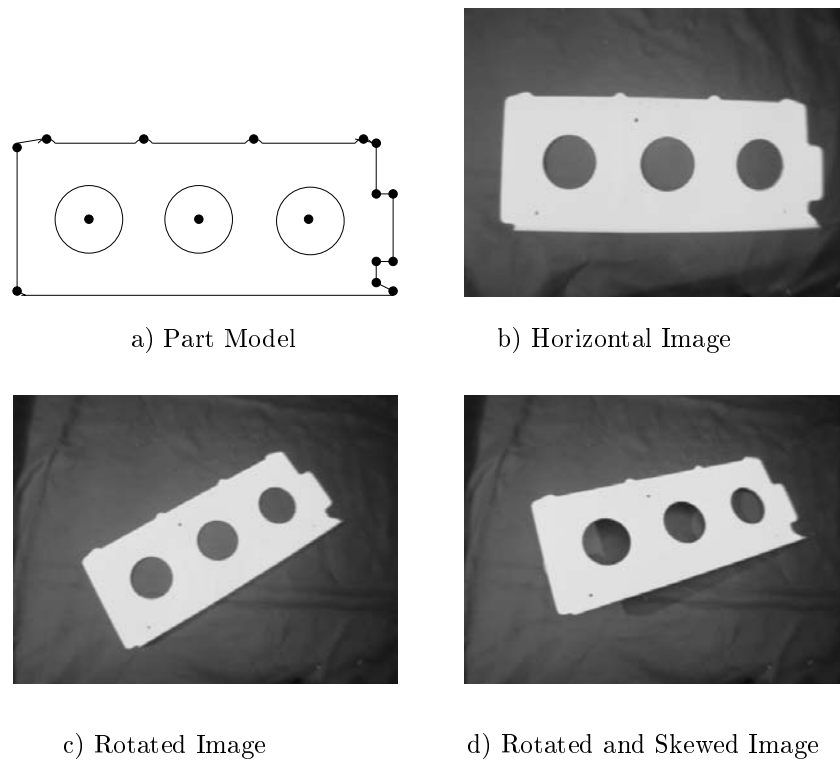 a) Part Model
b) Horizontal Image
c) Rotated Image
d) Rotated and Skewed Image